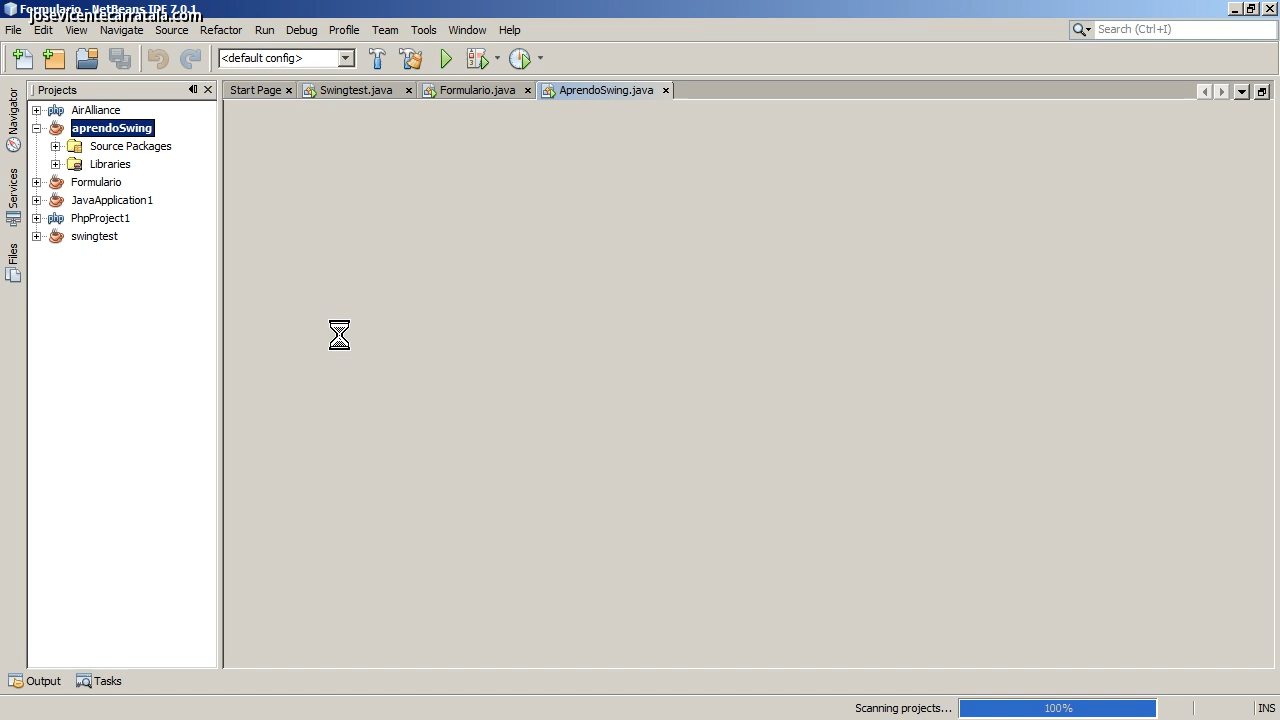 Formulario - NetBeans IDE 7.0.1
josevicentecarratala.com
File Edit View Navigate Source Refactor Run Debug Profile Team Tools Window Help
Search (Ctrl+I)
<default config>
Projects
Start Page Swingtest.java Formulario.java AprendoSwing.java
Navigator
Services
Files
php AirAlliance
aprendoSwing
Source Packages
Libraries
Formulario
JavaApplication1
php PhpProject1
swingtest
Output Tasks
Scanning projects... 100% INS